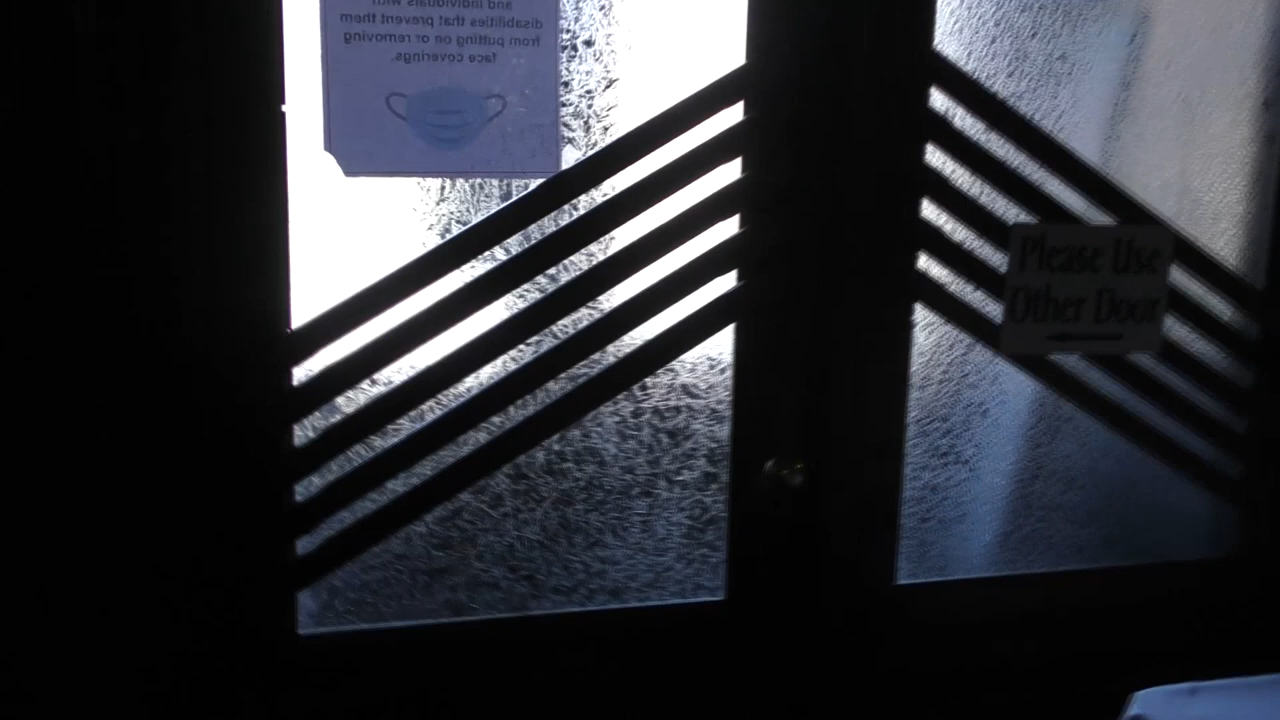 and individuals with
disabilities that prevent them
from putting on or removing
face coverings.
Please Use
Other Door